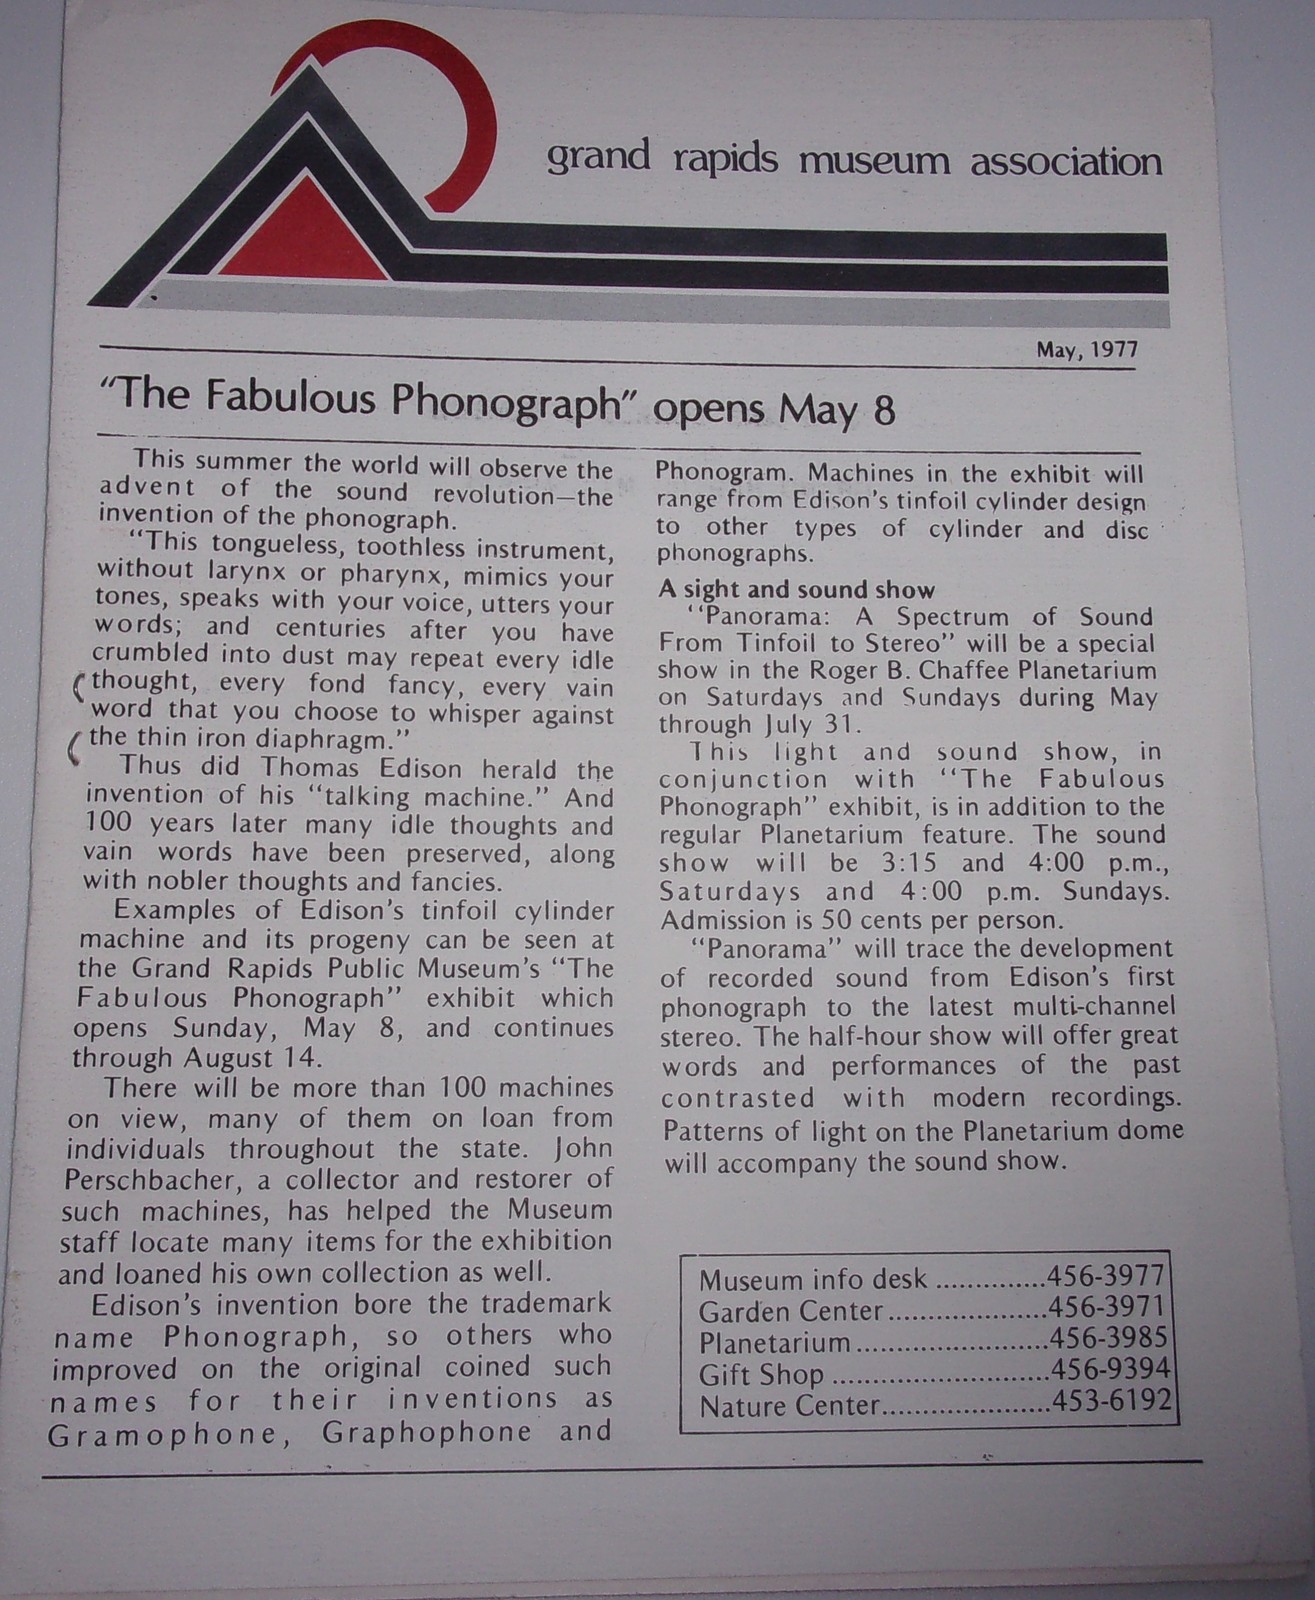 grand rapids museum association
May, 1977
"The Fabulous Phonograph" opens May 8
This summer the world will observe the
advent of the sound revolution—the
invention of the phonograph.
"This tongueless, toothless instrument,
without larynx or pharynx, mimics your
tones, speaks with your voice, utters your
words; and centuries after you have
crumbled into dust may repeat every idle
thought, every fond fancy, every vain
word that you choose to whisper against
the thin iron diaphragm."
Thus did Thomas Edison herald the
invention of his "talking machine." And
100 years later many idle thoughts and
vain words have been preserved, along
with nobler thoughts and fancies.
Examples of Edison's tinfoil cylinder
machine and its progeny can be seen at
the Grand Rapids Public Museum's "The
Fabulous Phonograph" exhibit which
opens Sunday, May 8, and continues
through August 14.
There will be more than 100 machines
on view, many of them on loan from
individuals throughout the state. John
Perschbacher, a collector and restorer of
such machines, has helped the Museum
staff locate many items for the exhibition
and loaned his own collection as well.
Edison's invention bore the trademark
name Phonograph, so others who
improved on the original coined such
names for their inventions as
Gramophone, Graphophone and
Phonogram. Machines in the exhibit will
range from Edison's tinfoil cylinder design
to other types of cylinder and disc
phonographs.
A sight and sound show
"Panorama: A Spectrum of Sound
From Tinfoil to Stereo" will be a special
show in the Roger B. Chaffee Planetarium
on Saturdays and Sundays during May
through July 31.
This light and sound show, in
conjunction with "The Fabulous
Phonograph" exhibit, is in addition to the
regular Planetarium feature. The sound
show will be 3:15 and 4:00 p.m.,
Saturdays and 4:00 p.m. Sundays.
Admission is 50 cents per person.
"Panorama" will trace the development
of recorded sound from Edison's first
phonograph to the latest multi-channel
stereo. The half-hour show will offer great
words and performances of the past
contrasted with modern recordings.
Patterns of light on the Planetarium dome
will accompany the sound show.
Museum info desk ..............456-3977
Garden Center....................456-3971
Planetarium........................456-3985
Gift Shop ...........................456-9394
Nature Center.....................453-6192